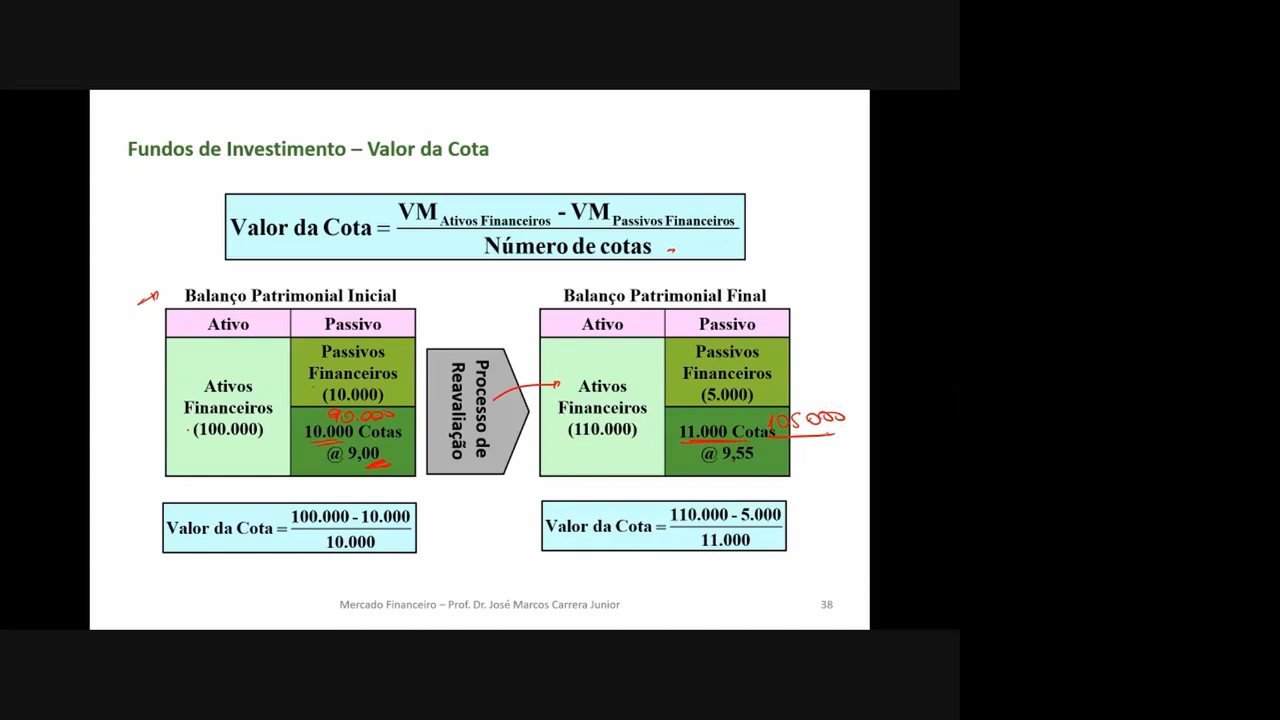 Fundos de Investimento – Valor da Cota
Valor da Cota = VM Ativos Financeiros - VM Passivos Financeiros
Número de cotas
Balanço Patrimonial Inicial
Ativo
Passivo
Ativos
Financeiros
(100.000)
Passivos
Financeiros
(10.000)
90.000
10.000 Cotas
@ 9,00
Processo de
Reavaliação
Balanço Patrimonial Final
Ativo
Passivo
Ativos
Financeiros
(110.000)
Passivos
Financeiros
(5.000)
105000
11.000 Cotas
@ 9,55
Valor da Cota = 100.000 - 10.000
10.000
Valor da Cota = 110.000 - 5.000
11.000
Mercado Financeiro – Prof. Dr. José Marcos Carrera Junior
38